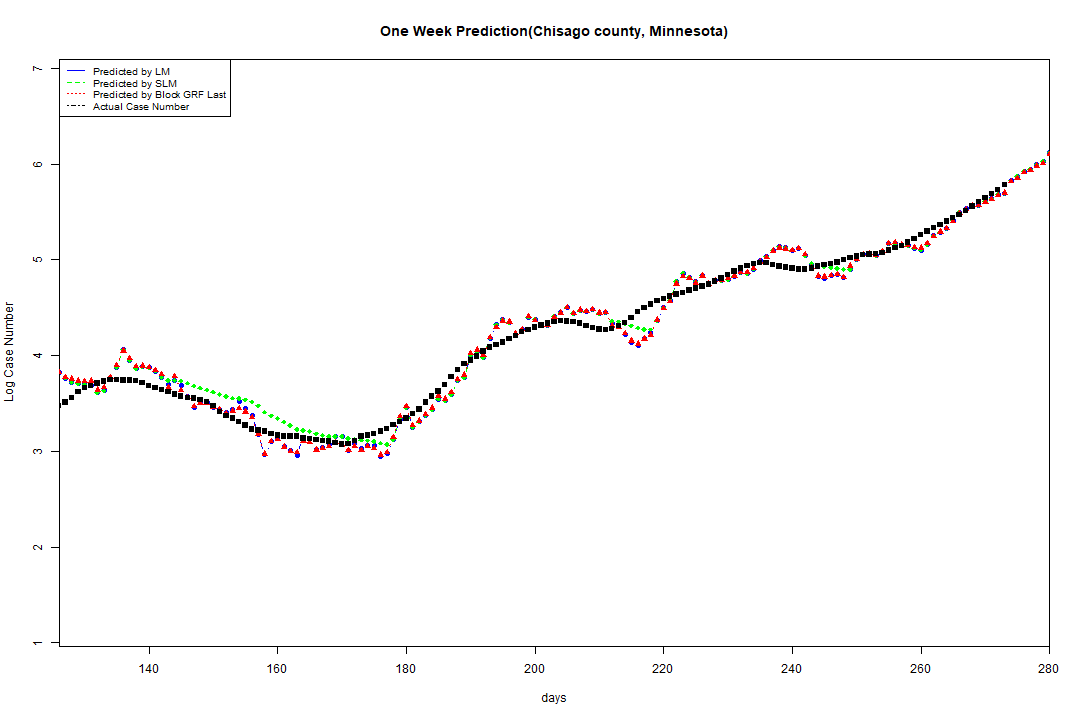 One Week Prediction(Chisago county, Minnesota)
Predicted by LM
Predicted by SLM
Predicted by Block GRF Last
Actual Case Number
7
6
5
4
3
2
1
Log Case Number
140 160 180 200 220 240 260 280
days